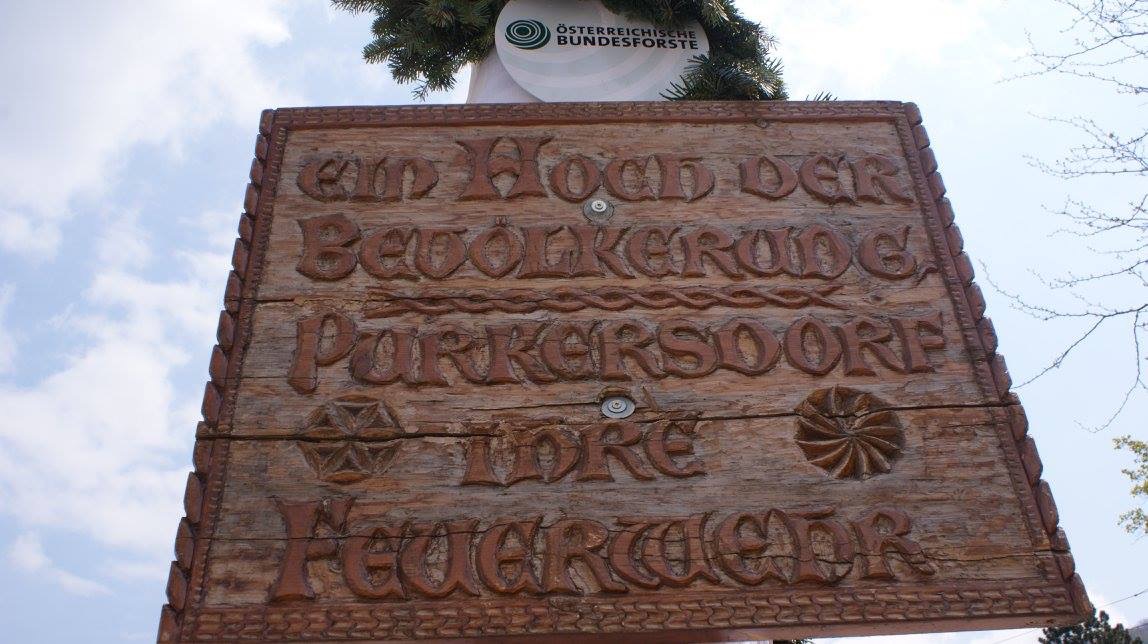 ÖSTERREICHISCHE
BUNDESFORSTE
EIN HOCH DER
BEVÖLKERUNG
PURKERSDORF
IHRE
FEUERWEHR